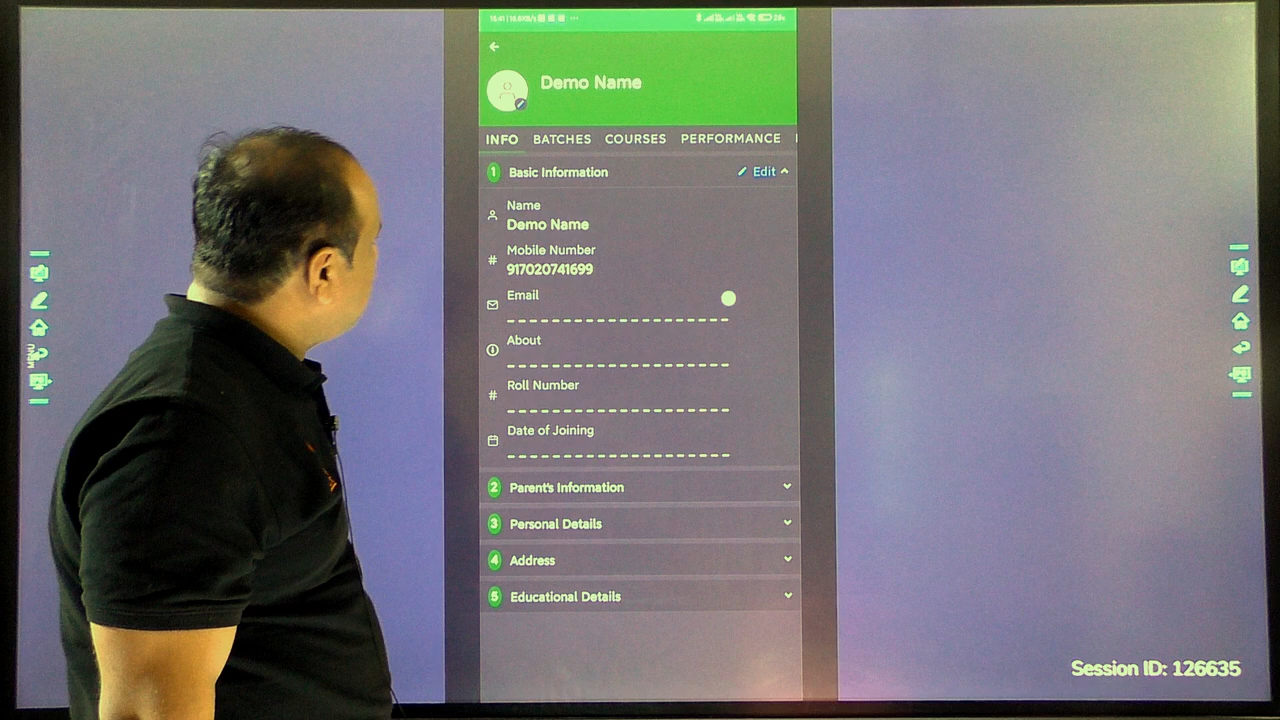 Demo Name
INFO BATCHES COURSES PERFORMANCE
1 Basic Information Edit
Name
Demo Name
# Mobile Number
917020741699
Email
About
# Roll Number
Date of Joining
2 Parent's Information
3 Personal Details
4 Address
5 Educational Details
MENU
Session ID: 126635